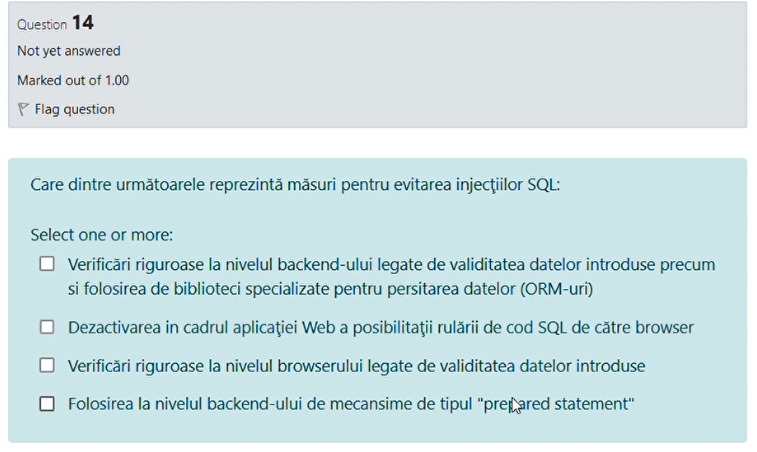 Question 14
Not yet answered
Marked out of 1.00
Flag question
Care dintre următoarele reprezintă măsuri pentru evitarea injecţiilor SQL:
Select one or more:
Verificări riguroase la nivelul backend-ului legate de validitatea datelor introduse precum
si folosirea de biblioteci specializate pentru persitarea datelor (ORM-uri)
Dezactivarea in cadrul aplicaţiei Web a posibilitaţii rulării de cod SQL de către browser
Verificări riguroase la nivelul browserului legate de validitatea datelor introduse
Folosirea la nivelul backend-ului de mecansime de tipul "prepared statement"